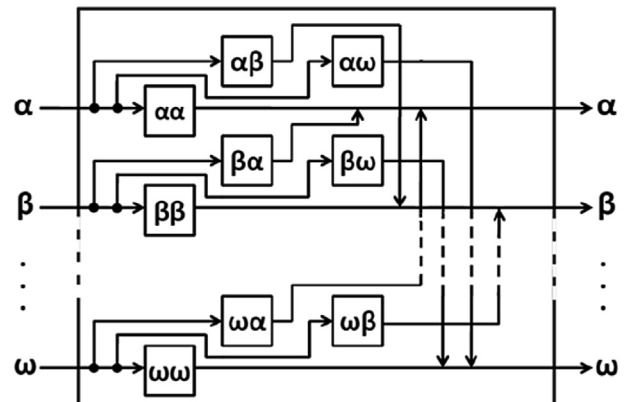 αβ αω
α αα α
βα βω
β ββ β
ωα ωβ
ω ωω ω